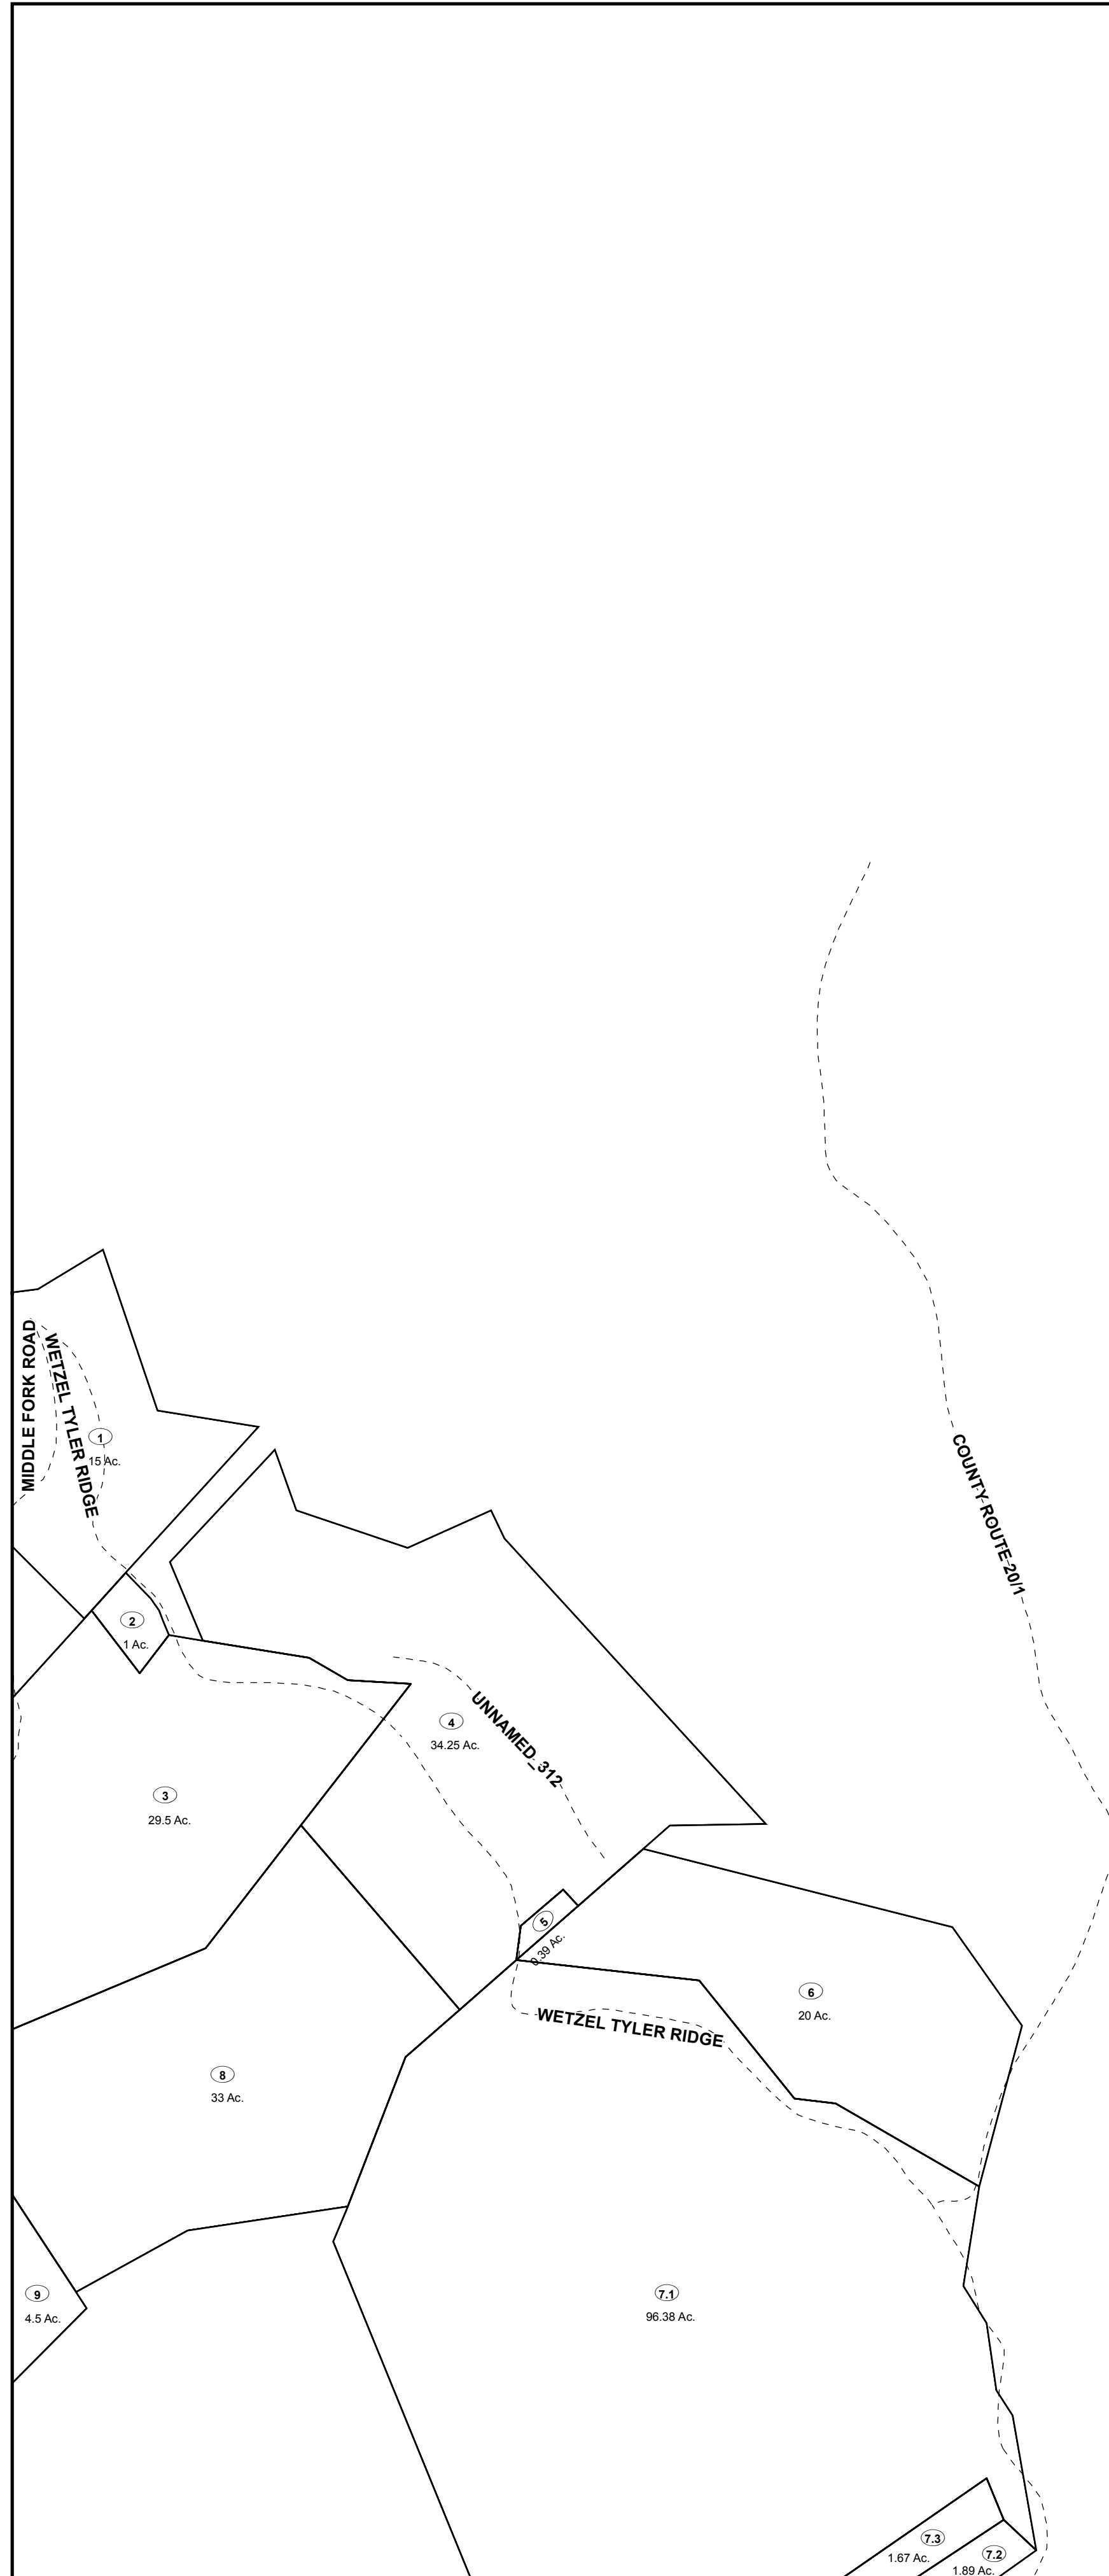 MIDDLE FORK ROAD
WETZEL TYLER RIDGE
1
15 Ac.
COUNTY ROUTE 20/1
2
1 Ac.
UNNAMED_312
4
34.25 Ac.
3
29.5 Ac.
5
0.39 Ac.
6
20 Ac.
WETZEL TYLER RIDGE
8
33 Ac.
9
4.5 Ac.
7.1
96.38 Ac.
7.3
1.67 Ac.
7.2
1.89 Ac.